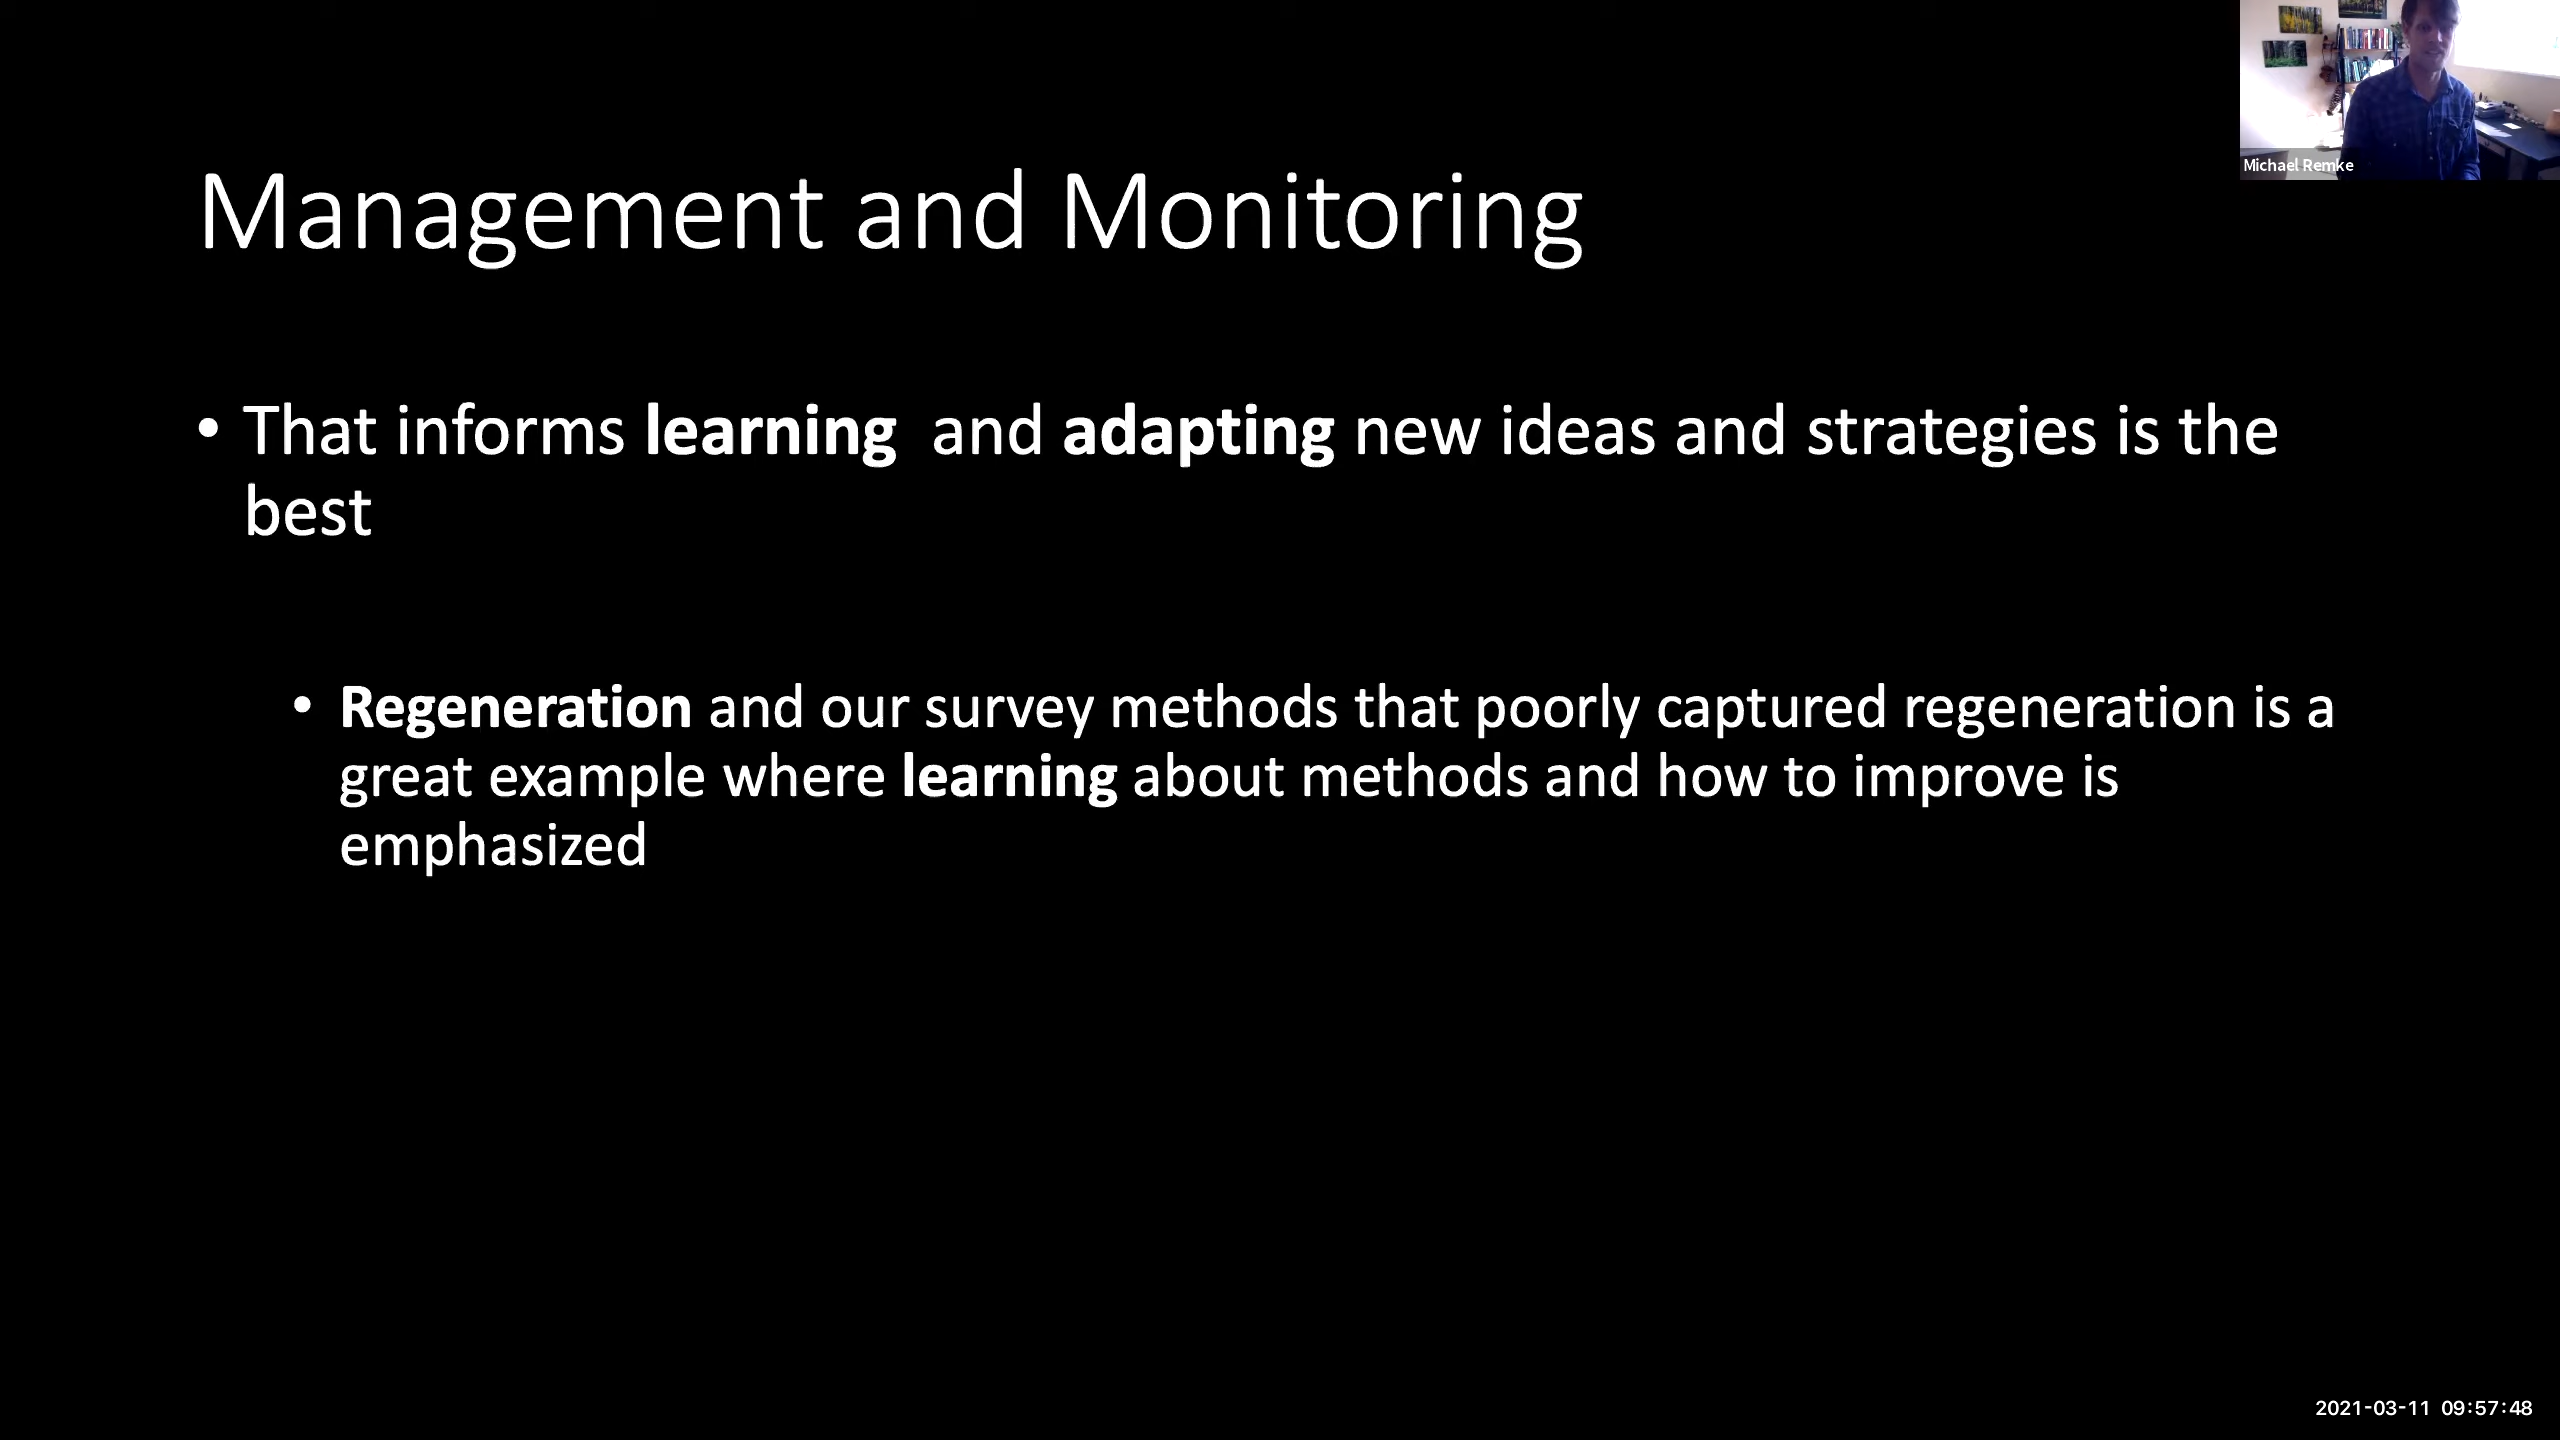 Michael Remke
Management and Monitoring
• That informs learning  and adapting new ideas and strategies is the
best
• Regeneration and our survey methods that poorly captured regeneration is a
great example where learning about methods and how to improve is
emphasized
2021-03-11 09:57:48